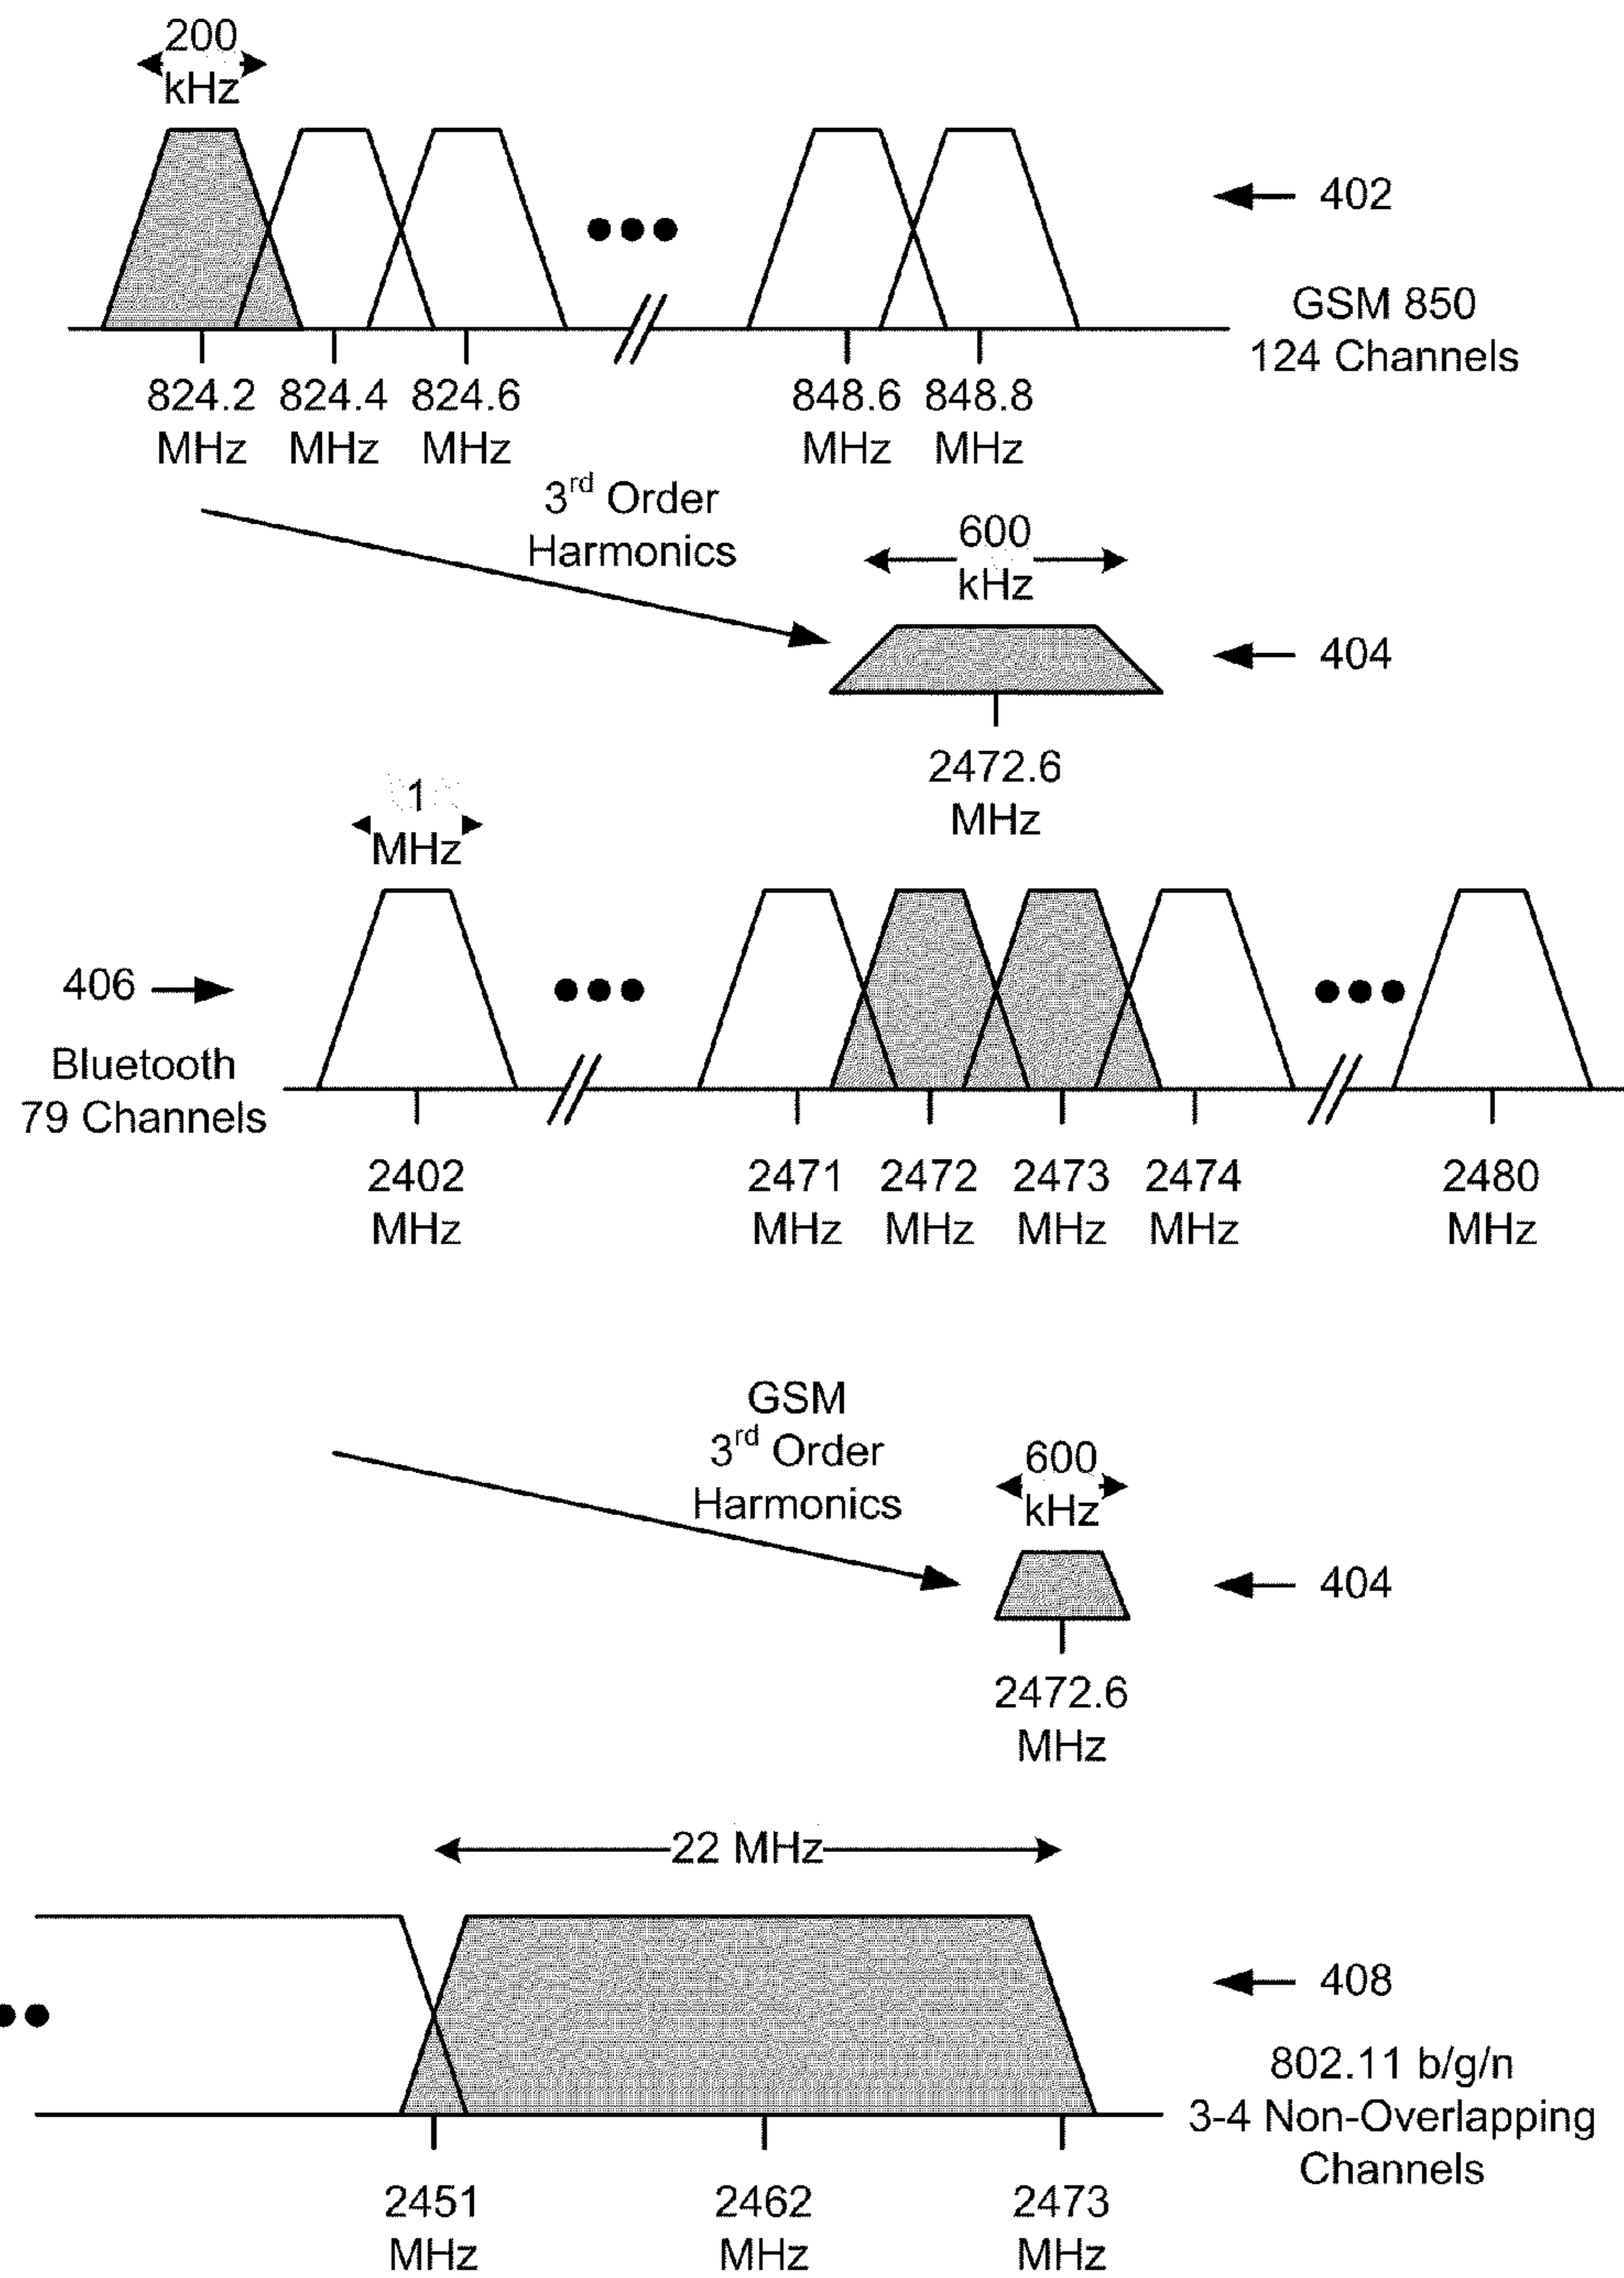 200
kHz
402
GSM 850
124 Channels
824.2 824.4 824.6 848.6 848.8
MHz MHz MHz MHz MHz
3rd Order
Harmonics
600
kHz
404
2472.6
MHz
1
MHz
406
Bluetooth
79 Channels
2402 2471 2472 2473 2474 2480
MHz MHz MHz MHz MHz MHz
GSM
3rd Order
Harmonics
600
kHz
404
2472.6
MHz
22 MHz
408
802.11 b/g/n
3-4 Non-Overlapping
Channels
2451 2462 2473
MHz MHz MHz